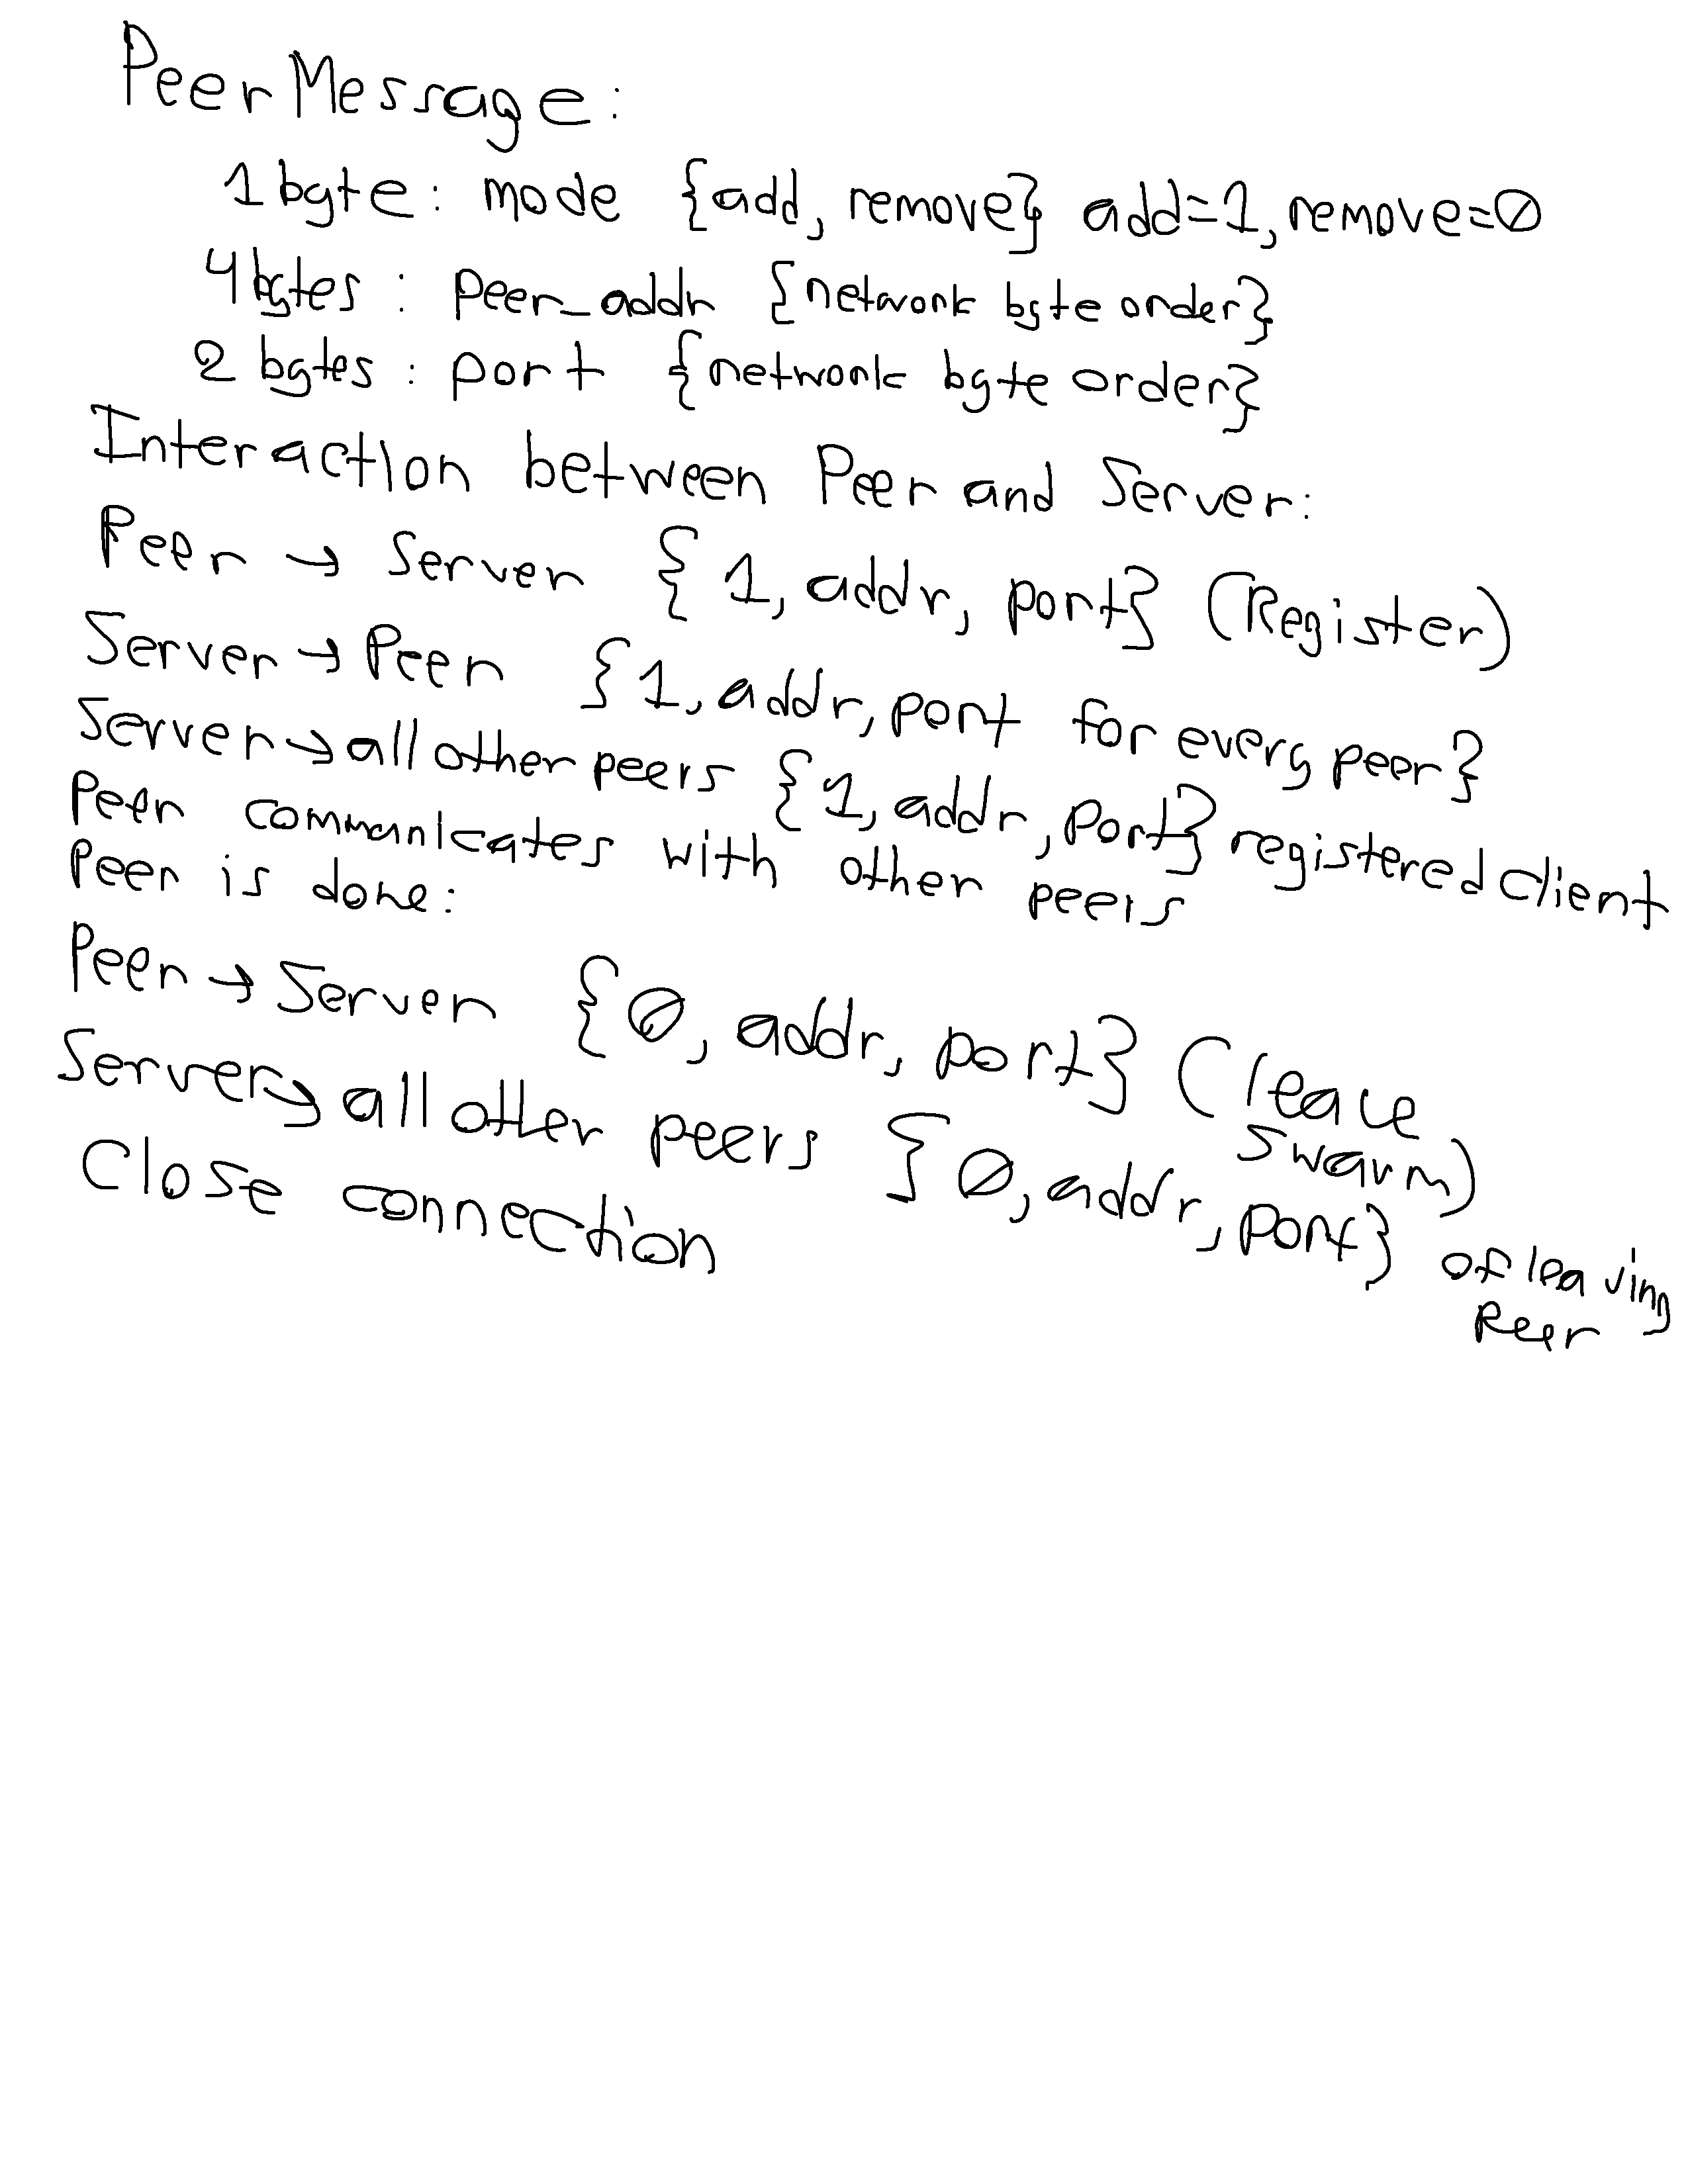 Peer Message:
1 byte: mode {add, remove} add=1, remove=0
4 bytes: peer_addr {network byte order}
2 bytes: port {network byte order}
Interaction between Peer and Server:
Peer → Server { 1, addr, port} (Register)
Server → Peer {1, addr, port for every peer}
Server → all other peers {1, addr, port} registered client
Peer communicates with other peers
Peer is done:
Peer → Server {0, addr, port} (leave swarm)
Server → all other peers {0, addr, port} of leaving peer
Close connection